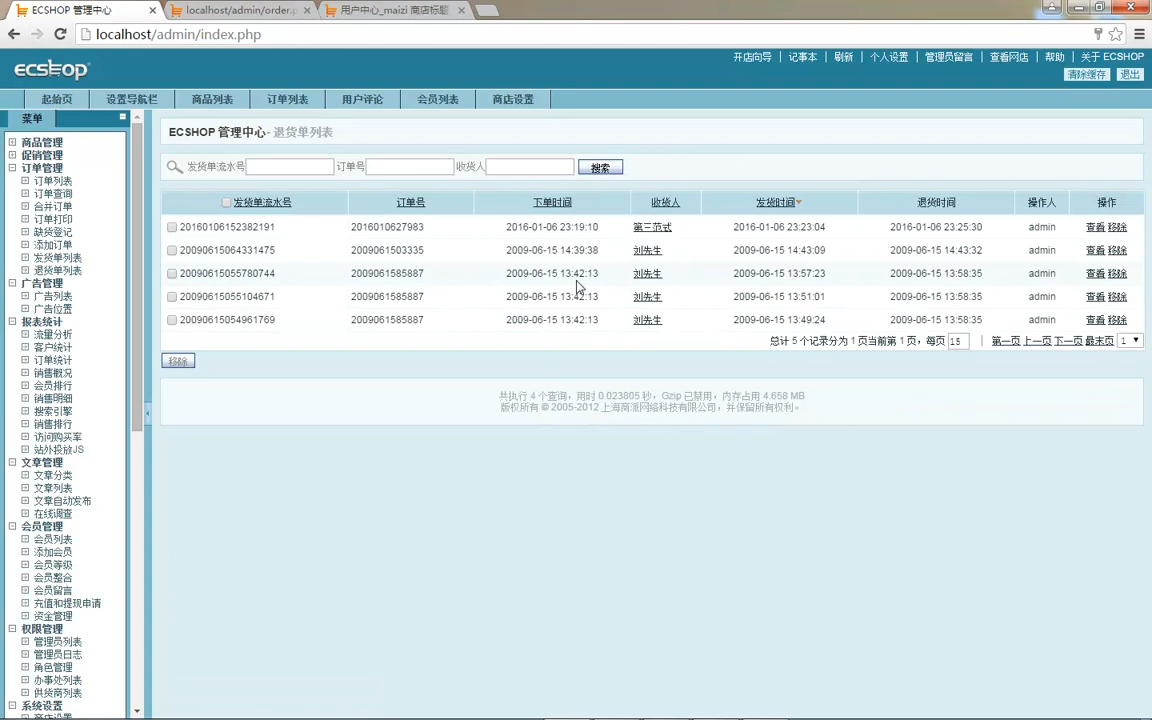 ECSHOP 管理中心
localhost/admin/order.p
用户中心_maizi 商店标题
localhost/admin/index.php
ecshop
开店向导 | 记事本 | 刷新 | 个人设置 | 管理员留言 | 查看网店 | 帮助 | 关于 ECSHOP
清除缓存 退出
起始页 设置导航栏 商品列表 订单列表 用户评论 会员列表 商店设置
菜单
商品管理
促销管理
订单管理
订单列表
订单查询
合并订单
订单打印
缺货登记
添加订单
发货单列表
退货单列表
广告管理
广告列表
广告位置
报表统计
流量分析
客户统计
订单统计
销售概况
会员排行
销售明细
搜索引擎
销售排行
访问购买率
站外投放JS
文章管理
文章分类
文章列表
文章自动发布
在线调查
会员管理
会员列表
添加会员
会员等级
会员整合
会员留言
充值和提现申请
资金管理
权限管理
管理员列表
管理员日志
角色管理
办事处列表
供货商列表
系统设置
商店设置
ECSHOP 管理中心 - 退货单列表
发货单流水号 订单号 收货人 搜索
发货单流水号 订单号 下单时间 收货人 发货时间 退货时间 操作人 操作
20160106152382191 2016010627983 2016-01-06 23:19:10 第三范式 2016-01-06 23:23:04 2016-01-06 23:25:30 admin 查看 移除
20090615064331475 2009061503335 2009-06-15 14:39:38 刘先生 2009-06-15 14:43:09 2009-06-15 14:43:32 admin 查看 移除
20090615055780744 2009061585887 2009-06-15 13:42:13 刘先生 2009-06-15 13:57:23 2009-06-15 13:58:35 admin 查看 移除
20090615055104671 2009061585887 2009-06-15 13:42:13 刘先生 2009-06-15 13:51:01 2009-06-15 13:58:35 admin 查看 移除
20090615054961769 2009061585887 2009-06-15 13:42:13 刘先生 2009-06-15 13:49:24 2009-06-15 13:58:35 admin 查看 移除
总计 5 个记录分为 1 页当前第 1 页，每页 15 | 第一页 上一页 下一页 最末页 1
移除
共执行 4 个查询，用时 0.023805 秒，Gzip 已禁用，内存占用 4.658 MB
版权所有 © 2005-2012 上海商派网络科技有限公司，并保留所有权利。